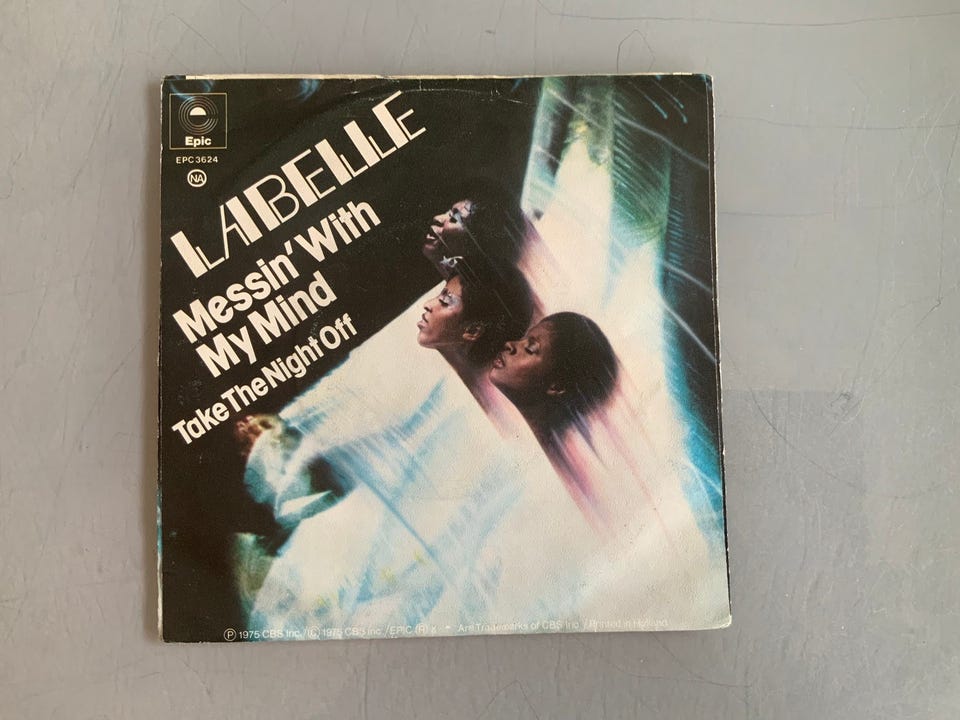 Epic
EPC 3624
NA
LABELLE
Messin' With
My Mind
Take The Night Off
Ⓟ 1975 CBS Inc. / Ⓒ 1975 CBS Inc. / EPIC (R) Are Trademarks of CBS Inc. / Printed in Holland